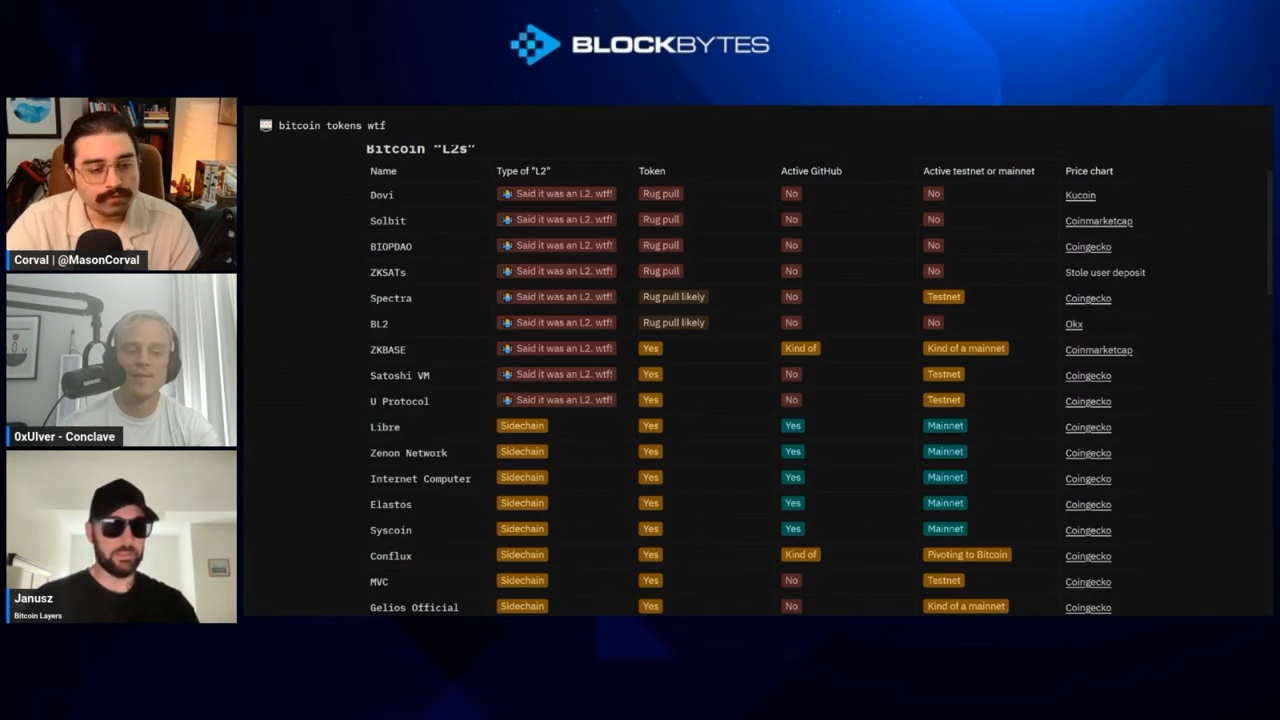 BLOCKBYTES
Corval | @MasonCorval
0xUlver - Conclave
Janusz
Bitcoin Layers
bitcoin tokens wtf
Bitcoin "L2s"
Name Type of "L2" Token Active GitHub Active testnet or mainnet Price chart
Dovi Said it was an L2. wtf! Rug pull No No Kucoin
Solbit Said it was an L2. wtf! Rug pull No No Coinmarketcap
BIOPDAO Said it was an L2. wtf! Rug pull No No Coingecko
ZKSATs Said it was an L2. wtf! Rug pull No No Stole user deposit
Spectra Said it was an L2. wtf! Rug pull likely No Testnet Coingecko
BL2 Said it was an L2. wtf! Rug pull likely No No Okx
ZKBASE Said it was an L2. wtf! Yes Kind of Kind of a mainnet Coinmarketcap
Satoshi VM Said it was an L2. wtf! Yes No Testnet Coingecko
U Protocol Said it was an L2. wtf! Yes No Testnet Coingecko
Libre Sidechain Yes Yes Mainnet Coingecko
Zenon Network Sidechain Yes Yes Mainnet Coingecko
Internet Computer Sidechain Yes Yes Mainnet Coingecko
Elastos Sidechain Yes Yes Mainnet Coingecko
Syscoin Sidechain Yes Yes Mainnet Coingecko
Conflux Sidechain Yes Kind of Pivoting to Bitcoin Coingecko
MVC Sidechain Yes No Testnet Coingecko
Gelios Official Sidechain Yes No Kind of a mainnet Coingecko